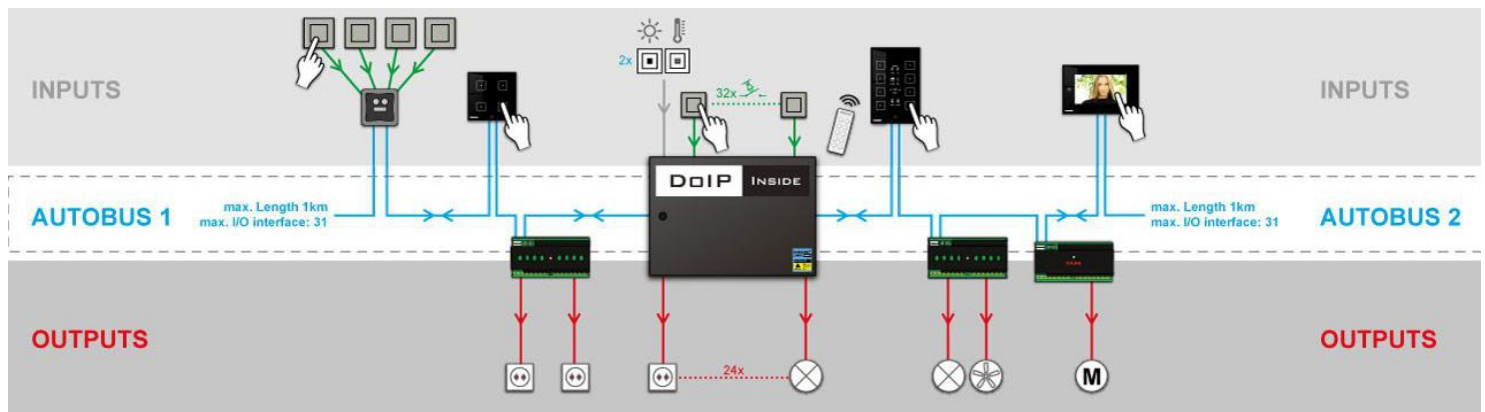 2x
32x
INPUTS
INPUTS
DoIP INSIDE
AUTOBUS 1
max. Length 1km
max. I/O interface: 31
max. Length 1km
max. I/O interface: 31
AUTOBUS 2
OUTPUTS
OUTPUTS
24x
M